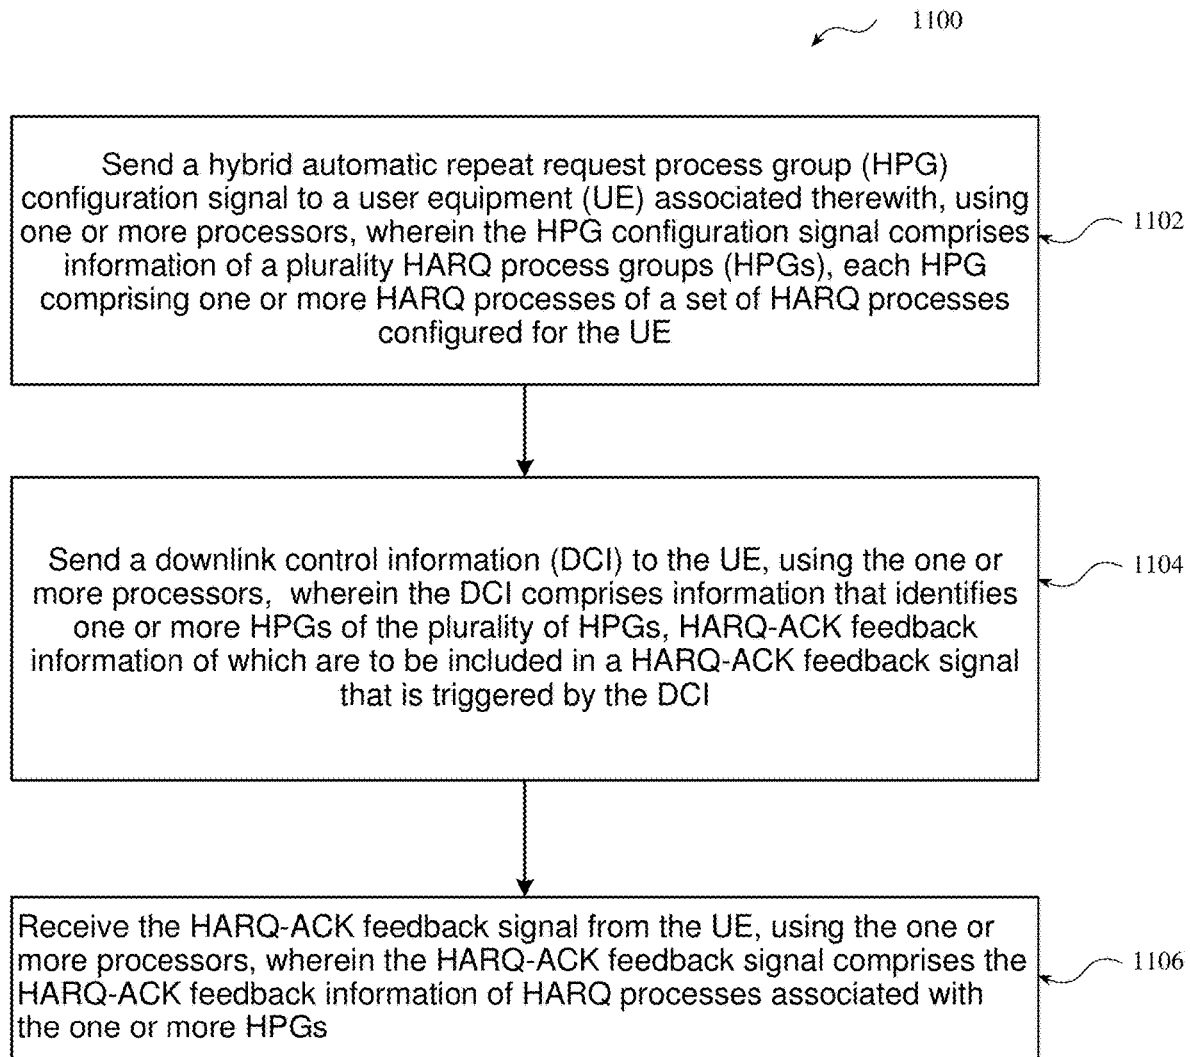 1100
Send a hybrid automatic repeat request process group (HPG)
configuration signal to a user equipment (UE) associated therewith, using
one or more processors, wherein the HPG configuration signal comprises
information of a plurality HARQ process groups (HPGs), each HPG
comprising one or more HARQ processes of a set of HARQ processes
configured for the UE
1102
Send a downlink control information (DCI) to the UE, using the one or
more processors, wherein the DCI comprises information that identifies
one or more HPGs of the plurality of HPGs, HARQ-ACK feedback
information of which are to be included in a HARQ-ACK feedback signal
that is triggered by the DCI
1104
Receive the HARQ-ACK feedback signal from the UE, using the one or
more processors, wherein the HARQ-ACK feedback signal comprises the
HARQ-ACK feedback information of HARQ processes associated with
the one or more HPGs
1106